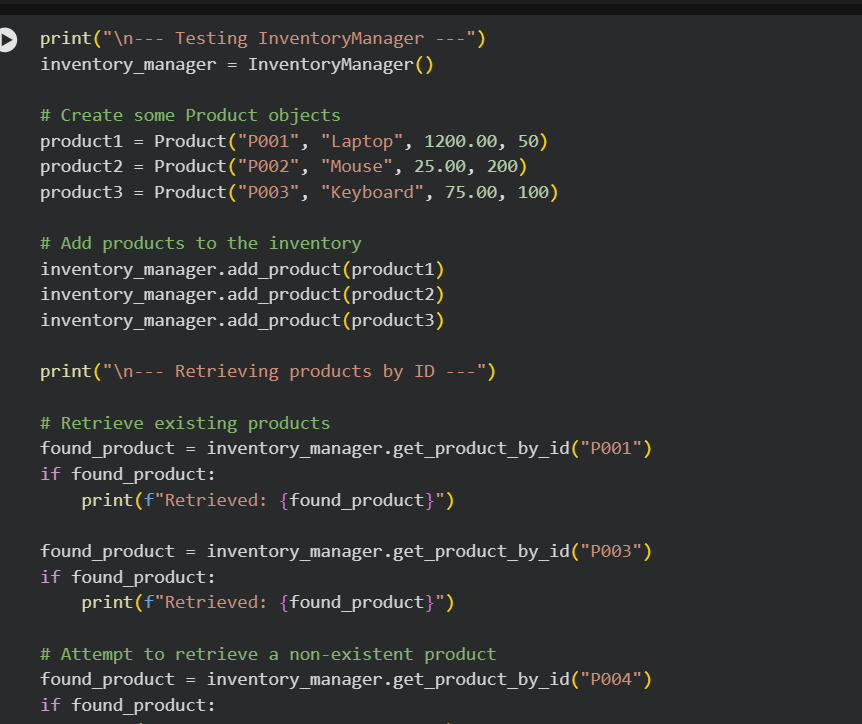 print("\n--- Testing InventoryManager ---")
inventory_manager = InventoryManager()

# Create some Product objects
product1 = Product("P001", "Laptop", 1200.00, 50)
product2 = Product("P002", "Mouse", 25.00, 200)
product3 = Product("P003", "Keyboard", 75.00, 100)

# Add products to the inventory
inventory_manager.add_product(product1)
inventory_manager.add_product(product2)
inventory_manager.add_product(product3)

print("\n--- Retrieving products by ID ---")

# Retrieve existing products
found_product = inventory_manager.get_product_by_id("P001")
if found_product:
    print(f"Retrieved: {found_product}")

found_product = inventory_manager.get_product_by_id("P003")
if found_product:
    print(f"Retrieved: {found_product}")

# Attempt to retrieve a non-existent product
found_product = inventory_manager.get_product_by_id("P004")
if found_product: